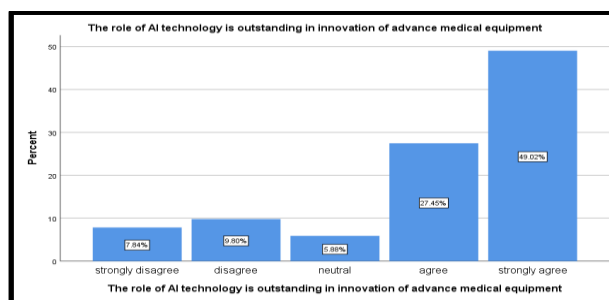 The role of AI technology is outstanding in innovation of advance medical equipment
Percent
50
40
30
20
10
0
7.84%
9.80%
5.88%
27.45%
49.02%
strongly disagree
disagree
neutral
agree
strongly agree
The role of AI technology is outstanding in innovation of advance medical equipment